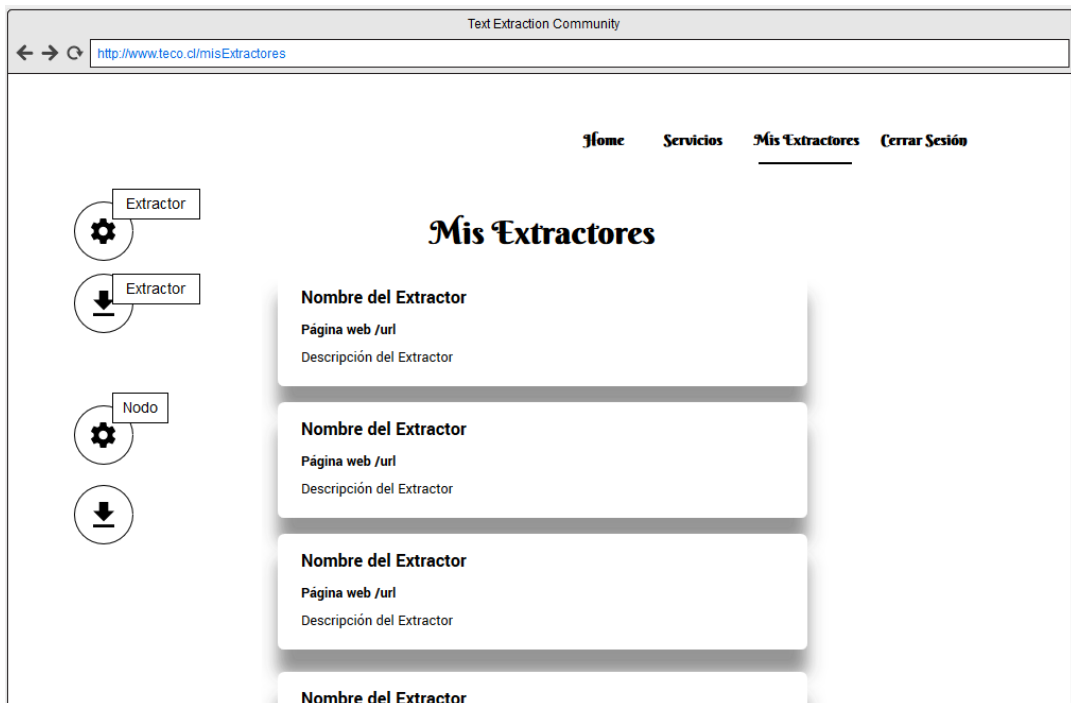 Text Extraction Community
http://www.teco.cl/misExtractores
Home Servicios Mis Extractores Cerrar Sesión
Extractor
Mis Extractores
Extractor
Nombre del Extractor
Página web /url
Descripción del Extractor
Nodo
Nombre del Extractor
Página web /url
Descripción del Extractor
Nombre del Extractor
Página web /url
Descripción del Extractor
Nombre del Extractor